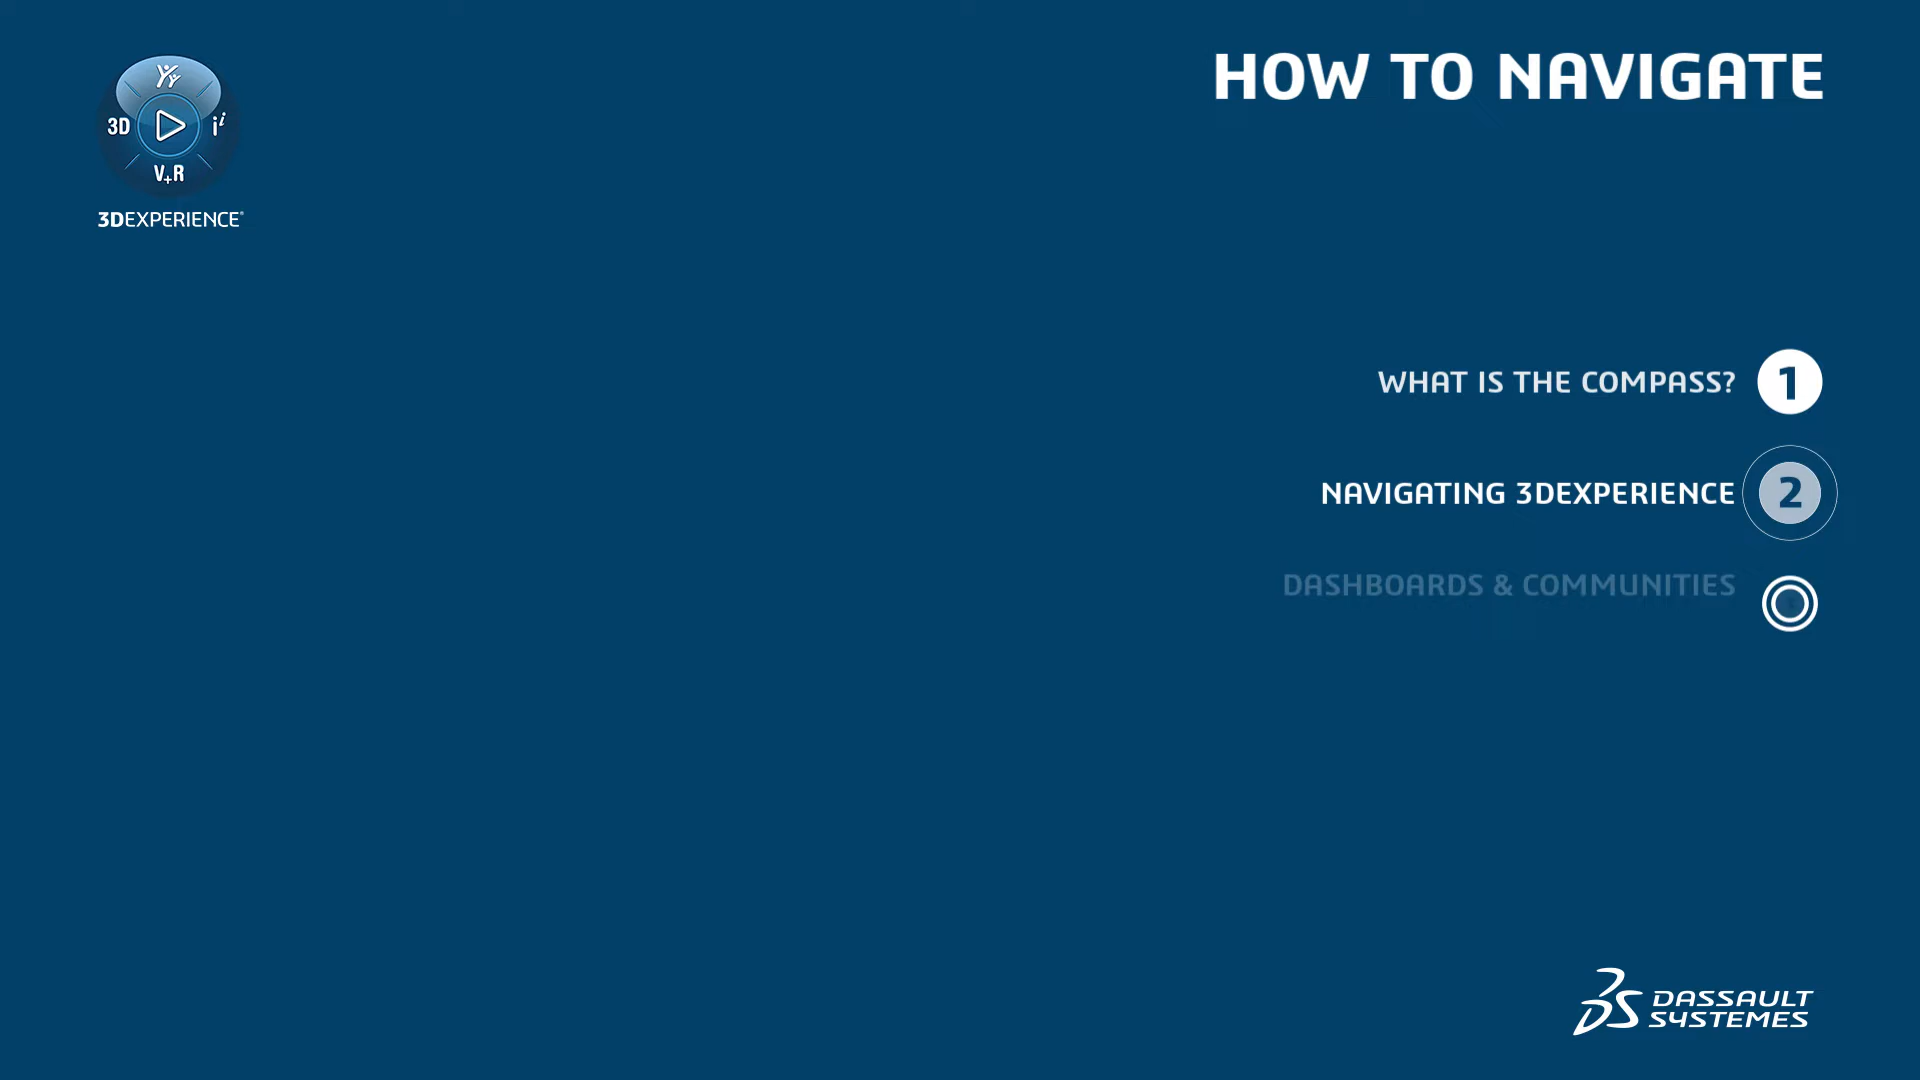 HOW TO NAVIGATE
3D
V+R
3DEXPERIENCE®
WHAT IS THE COMPASS? 1
NAVIGATING 3DEXPERIENCE 2
DASHBOARDS & COMMUNITIES
DASSAULT
SYSTEMES